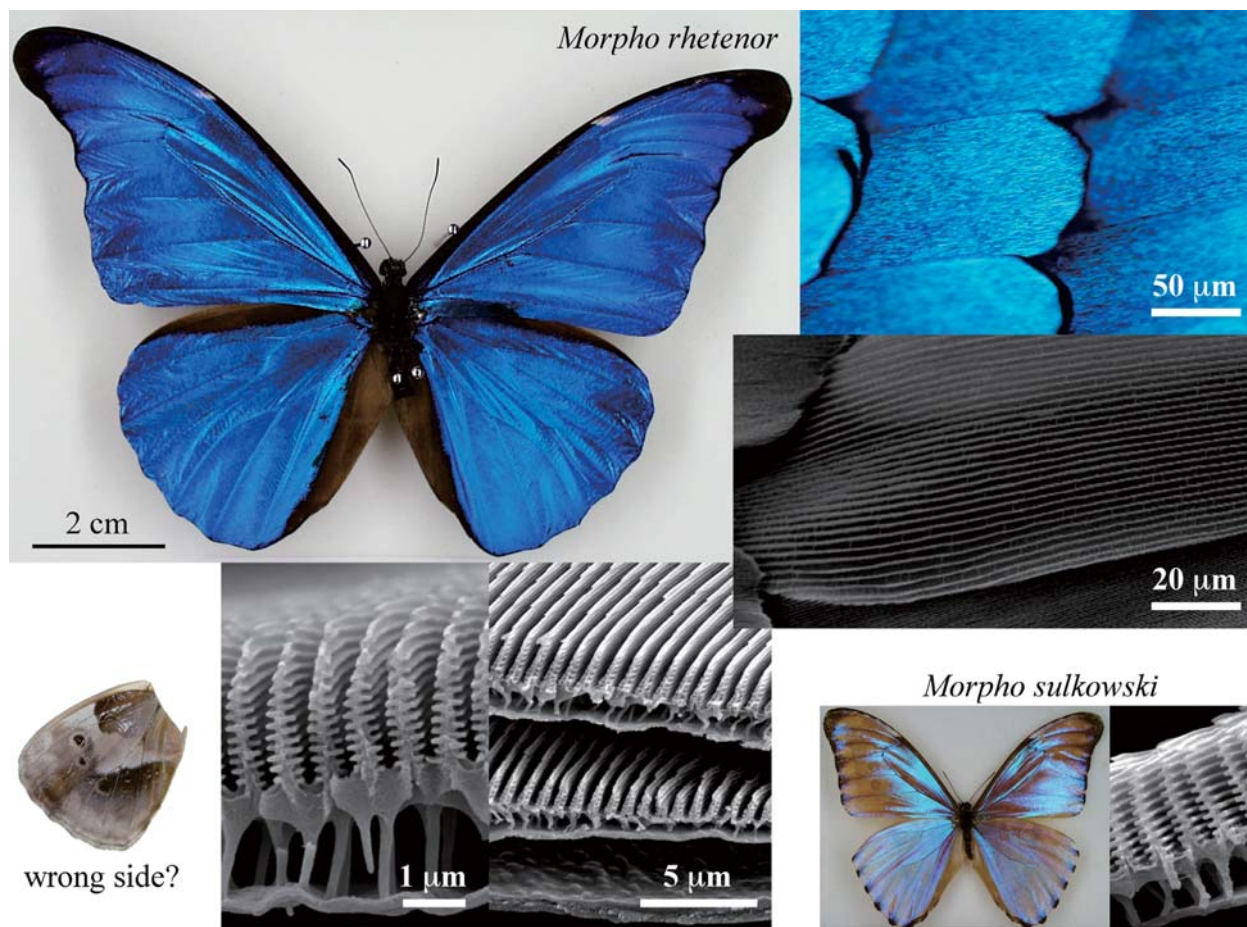 Morpho rhetenor
50 μm
2 cm
20 μm
Morpho sulkowski
wrong side?
1 μm
5 μm